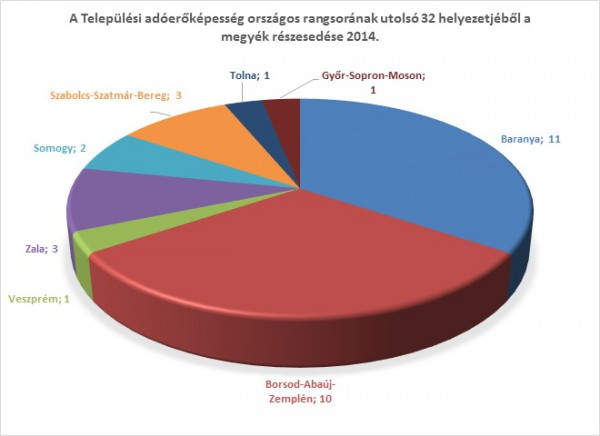 A Települési adóerőképesség országos rangsorának utolsó 32 helyezetjéből a
megyék részesedése 2014.
Tolna; 1
Győr-Sopron-Moson;
1
Szabolcs-Szatmár-Bereg; 3
Baranya; 11
Somogy; 2
Zala; 3
Veszprém; 1
Borsod-Abaúj-
Zemplén; 10